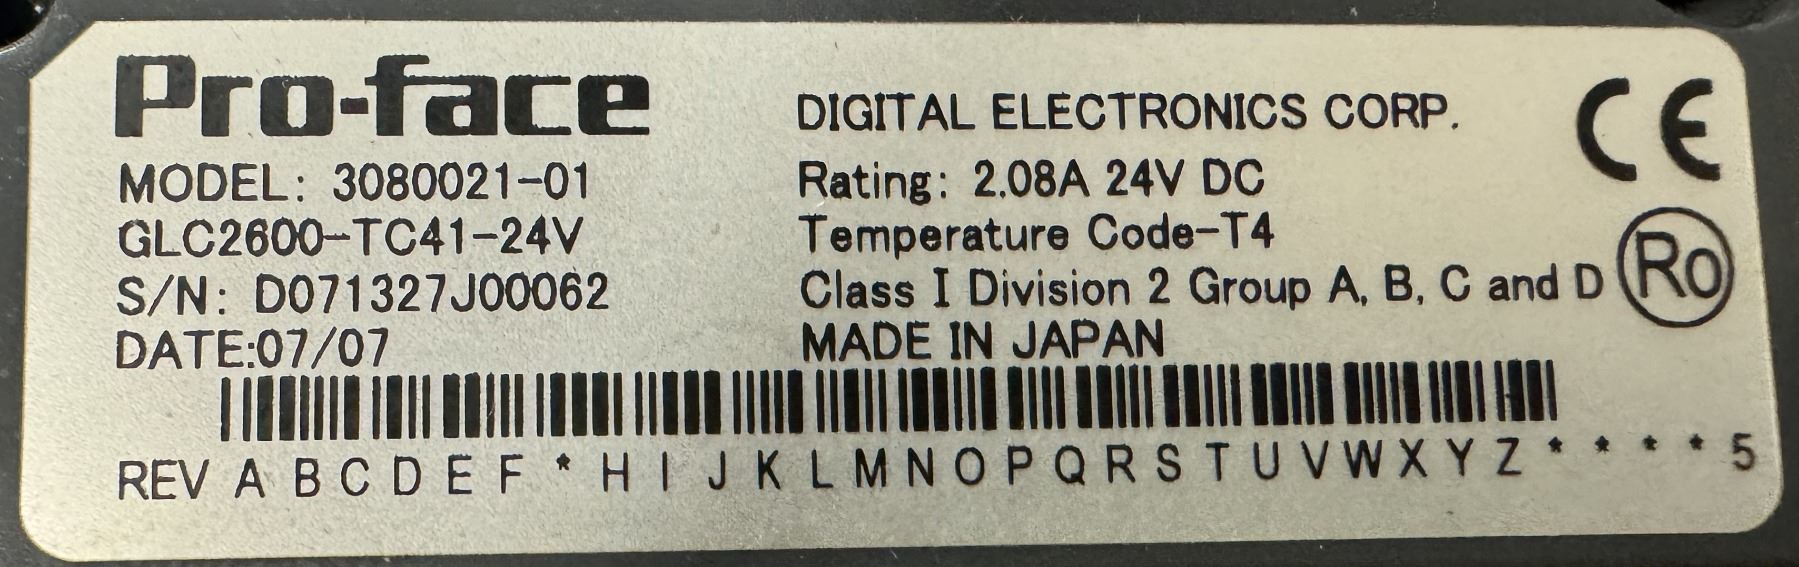 Pro-face
MODEL: 3080021-01
GLC2600-TC41-24V
S/N: D071327J00062
DATE:07/07
DIGITAL ELECTRONICS CORP.
Rating: 2.08A 24V DC
Temperature Code-T4
Class I Division 2 Group A, B, C and D
MADE IN JAPAN
CE
Ro
REV A B C D E F * H I J K L M N O P Q R S T U V W X Y Z * * * * 5